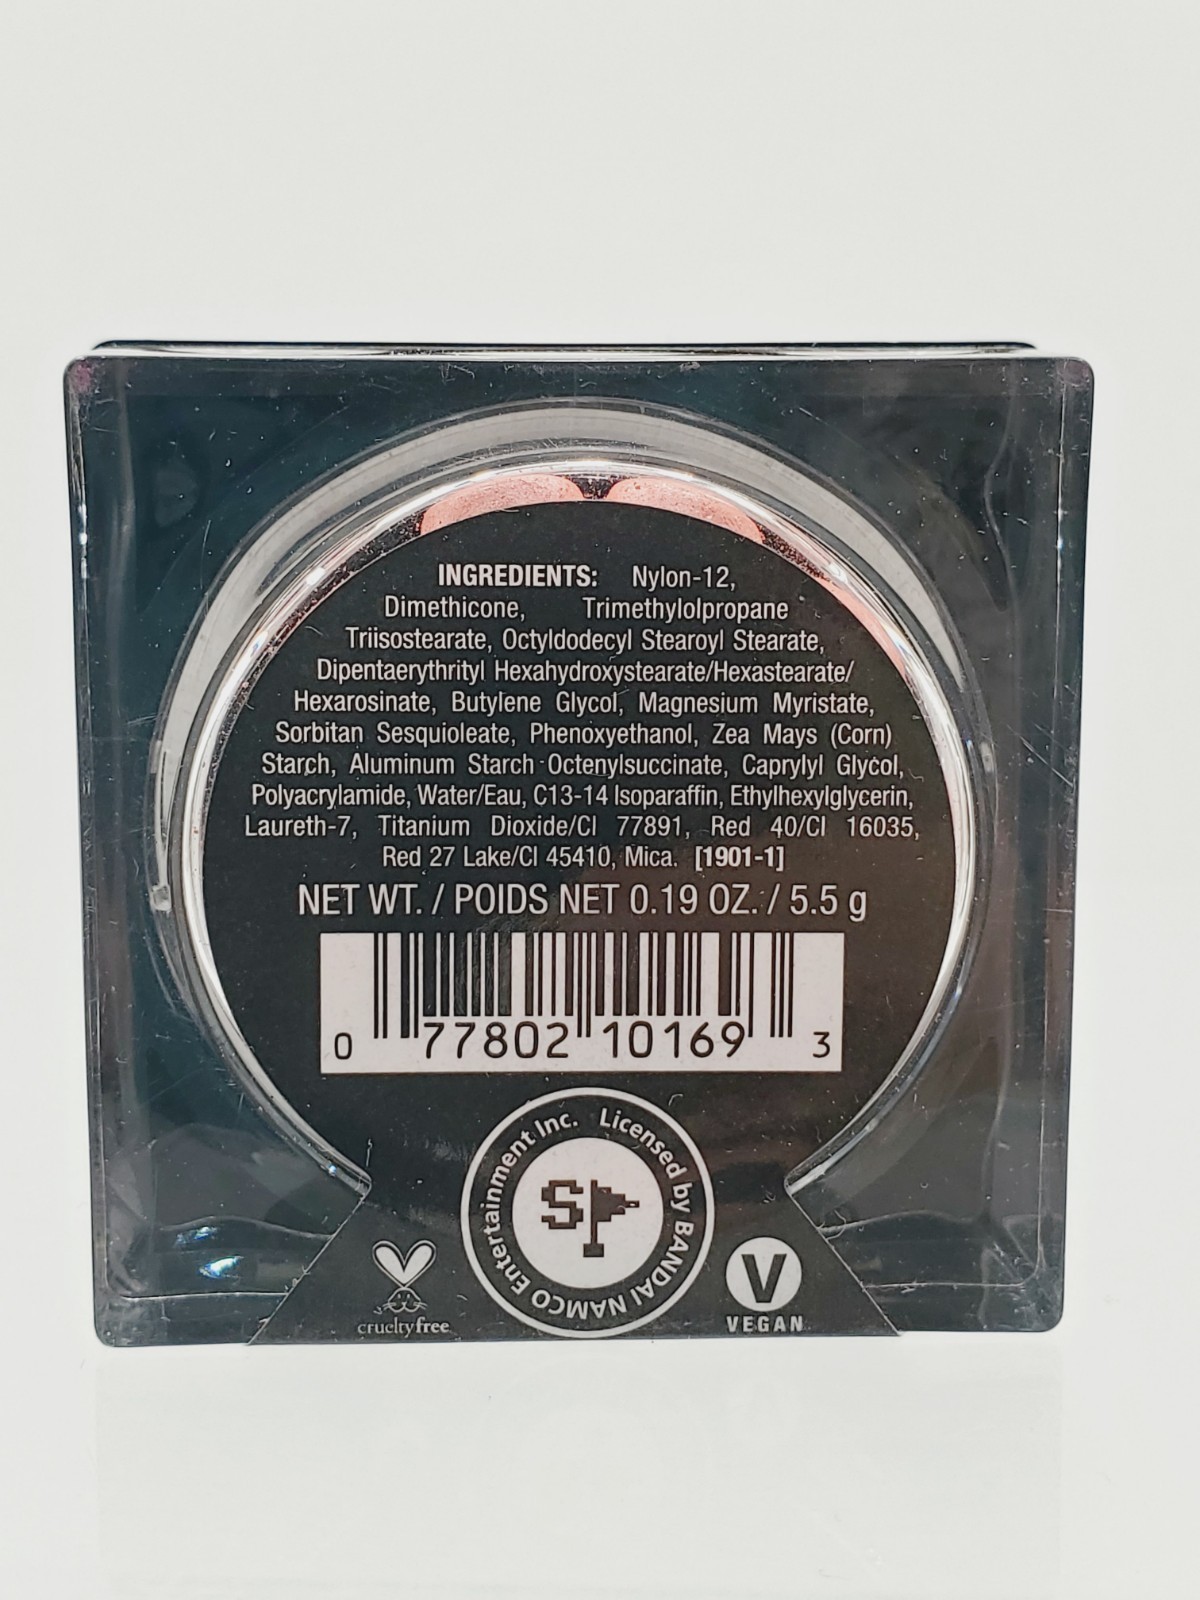 INGREDIENTS: Nylon-12,
Dimethicone, Trimethylolpropane
Triisostearate, Octyldodecyl Stearoyl Stearate,
Dipentaerythrityl Hexahydroxystearate/Hexastearate/
Hexarosinate, Butylene Glycol, Magnesium Myristate,
Sorbitan Sesquioleate, Phenoxyethanol, Zea Mays (Corn)
Starch, Aluminum Starch Octenylsuccinate, Caprylyl Glycol,
Polyacrylamide, Water/Eau, C13-14 Isoparaffin, Ethylhexylglycerin,
Laureth-7, Titanium Dioxide/CI 77891, Red 40/CI 16035,
Red 27 Lake/CI 45410, Mica. [1901-1]
NET WT. / POIDS NET 0.19 OZ. / 5.5 g
0 77802 10169 3
Licensed by BANDAI NAMCO Entertainment Inc.
crueltyfree
V
VEGAN